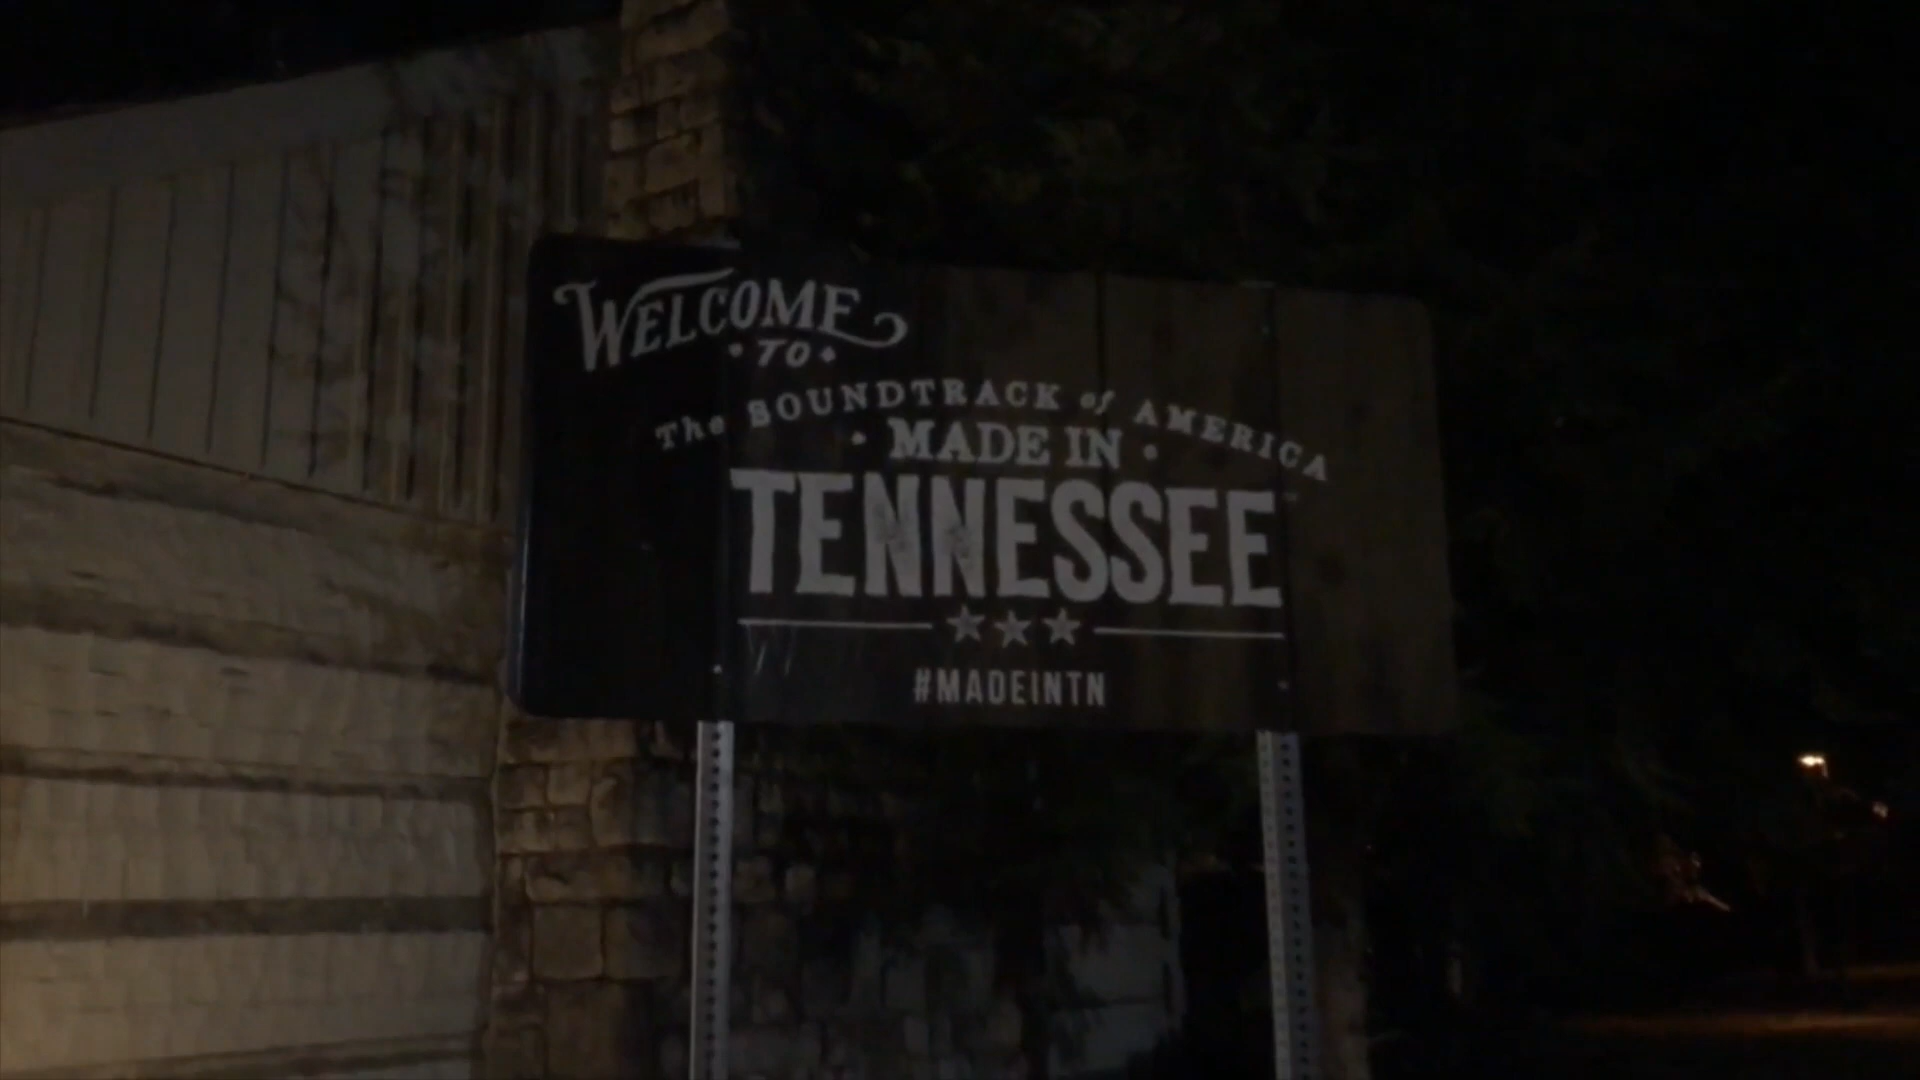 WELCOME
TO
The SOUNDTRACK of AMERICA
MADE IN
TENNESSEE
#MADEINTN